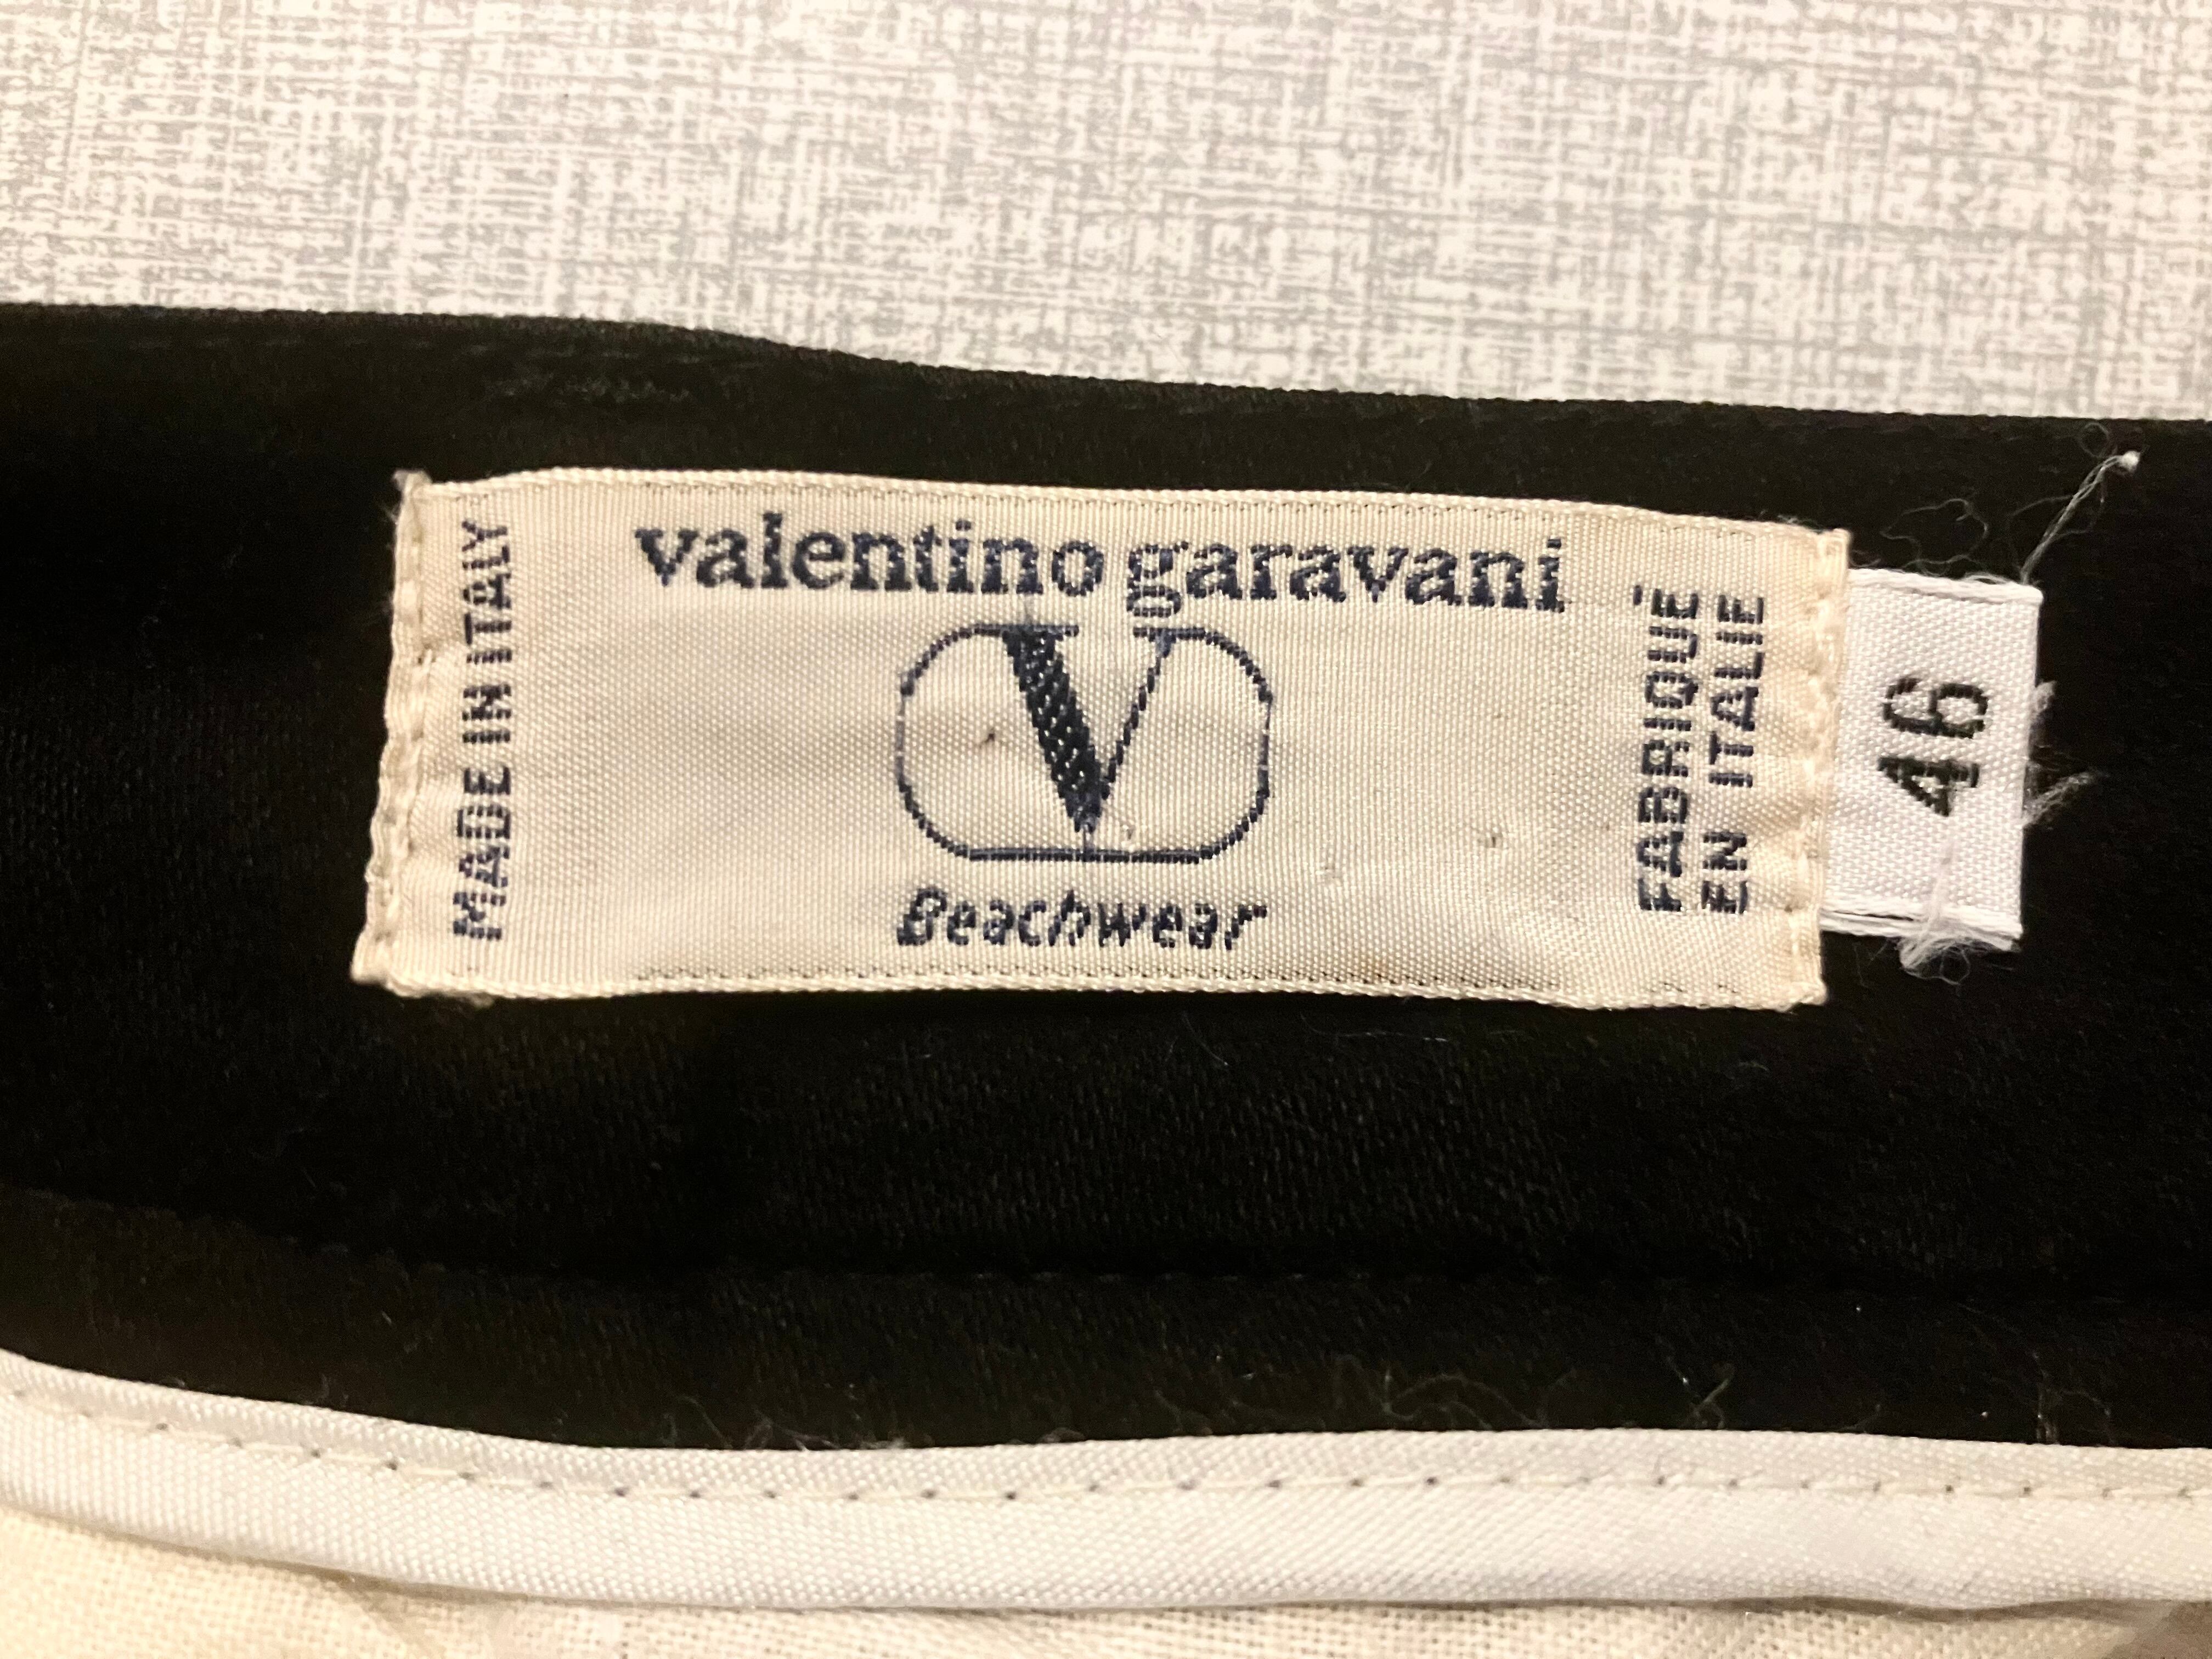 valentino garavani
V
Beachwear
MADE IN ITALY
FABRIQUÉ
EN ITALIE
46